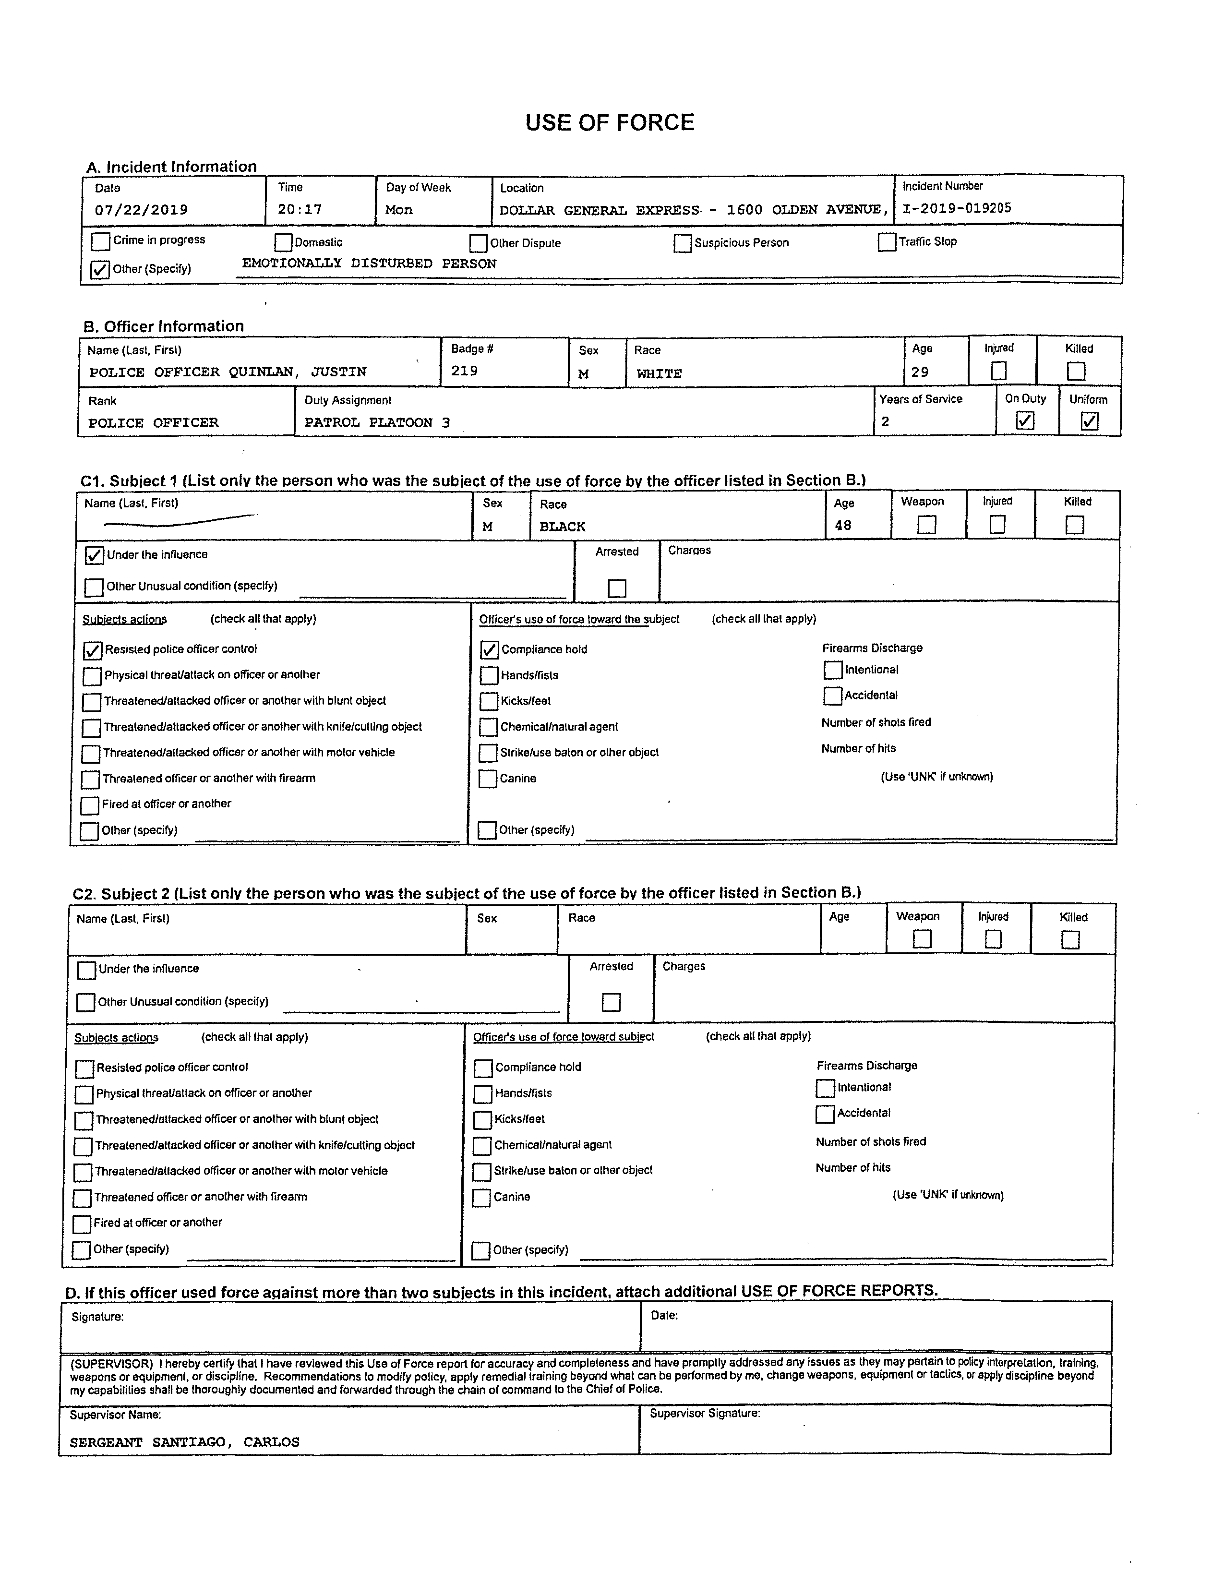 USE OF FORCE
A. Incident Information
Date Time Day of Week Location Incident Number
07/22/2019 20:17 Mon DOLLAR GENERAL EXPRESS - 1600 OLDEN AVENUE, I-2019-019205
Crime in progress Domestic Other Dispute Suspicious Person Traffic Stop
Other (Specify) EMOTIONALLY DISTURBED PERSON
B. Officer Information
Name (Last, First) Badge # Sex Race Age Injured Killed
POLICE OFFICER QUINLAN, JUSTIN 219 M WHITE 29
Rank Duty Assignment Years of Service On Duty Uniform
POLICE OFFICER PATROL PLATOON 3 2
C1. Subject 1 (List only the person who was the subject of the use of force by the officer listed in Section B.)
Name (Last, First) Sex Race Age Weapon Injured Killed
M BLACK 48
Under the influence Arrested Charges
Other Unusual condition (specify)
Subjects actions (check all that apply) Officer's use of force toward the subject (check all that apply)
Resisted police officer control Compliance hold Firearms Discharge
Physical threat/attack on officer or another Hands/fists Intentional
Threatened/attacked officer or another with blunt object Kicks/feet Accidental
Threatened/attacked officer or another with knife/cutting object Chemical/natural agent Number of shots fired
Threatened/attacked officer or another with motor vehicle Strike/use baton or other object Number of hits
Threatened officer or another with firearm Canine (Use 'UNK' if unknown)
Fired at officer or another
Other (specify) Other (specify)
C2. Subject 2 (List only the person who was the subject of the use of force by the officer listed in Section B.)
Name (Last, First) Sex Race Age Weapon Injured Killed
Under the influence Arrested Charges
Other Unusual condition (specify)
Subjects actions (check all that apply) Officer's use of force toward subject (check all that apply)
Resisted police officer control Compliance hold Firearms Discharge
Physical threat/attack on officer or another Hands/fists Intentional
Threatened/attacked officer or another with blunt object Kicks/feet Accidental
Threatened/attacked officer or another with knife/cutting object Chemical/natural agent Number of shots fired
Threatened/attacked officer or another with motor vehicle Strike/use baton or other object Number of hits
Threatened officer or another with firearm Canine (Use 'UNK' if unknown)
Fired at officer or another
Other (specify) Other (specify)
D. If this officer used force against more than two subjects in this incident, attach additional USE OF FORCE REPORTS.
Signature: Date:
(SUPERVISOR) I hereby certify that I have reviewed this Use of Force report for accuracy and completeness and have promptly addressed any issues as they may pertain to policy interpretation, training,
weapons or equipment, or discipline. Recommendations to modify policy, apply remedial training beyond what can be performed by me, change weapons, equipment or tactics, or apply discipline beyond
my capabilities shall be thoroughly documented and forwarded through the chain of command to the Chief of Police.
Supervisor Name: Supervisor Signature:
SERGEANT SANTIAGO, CARLOS